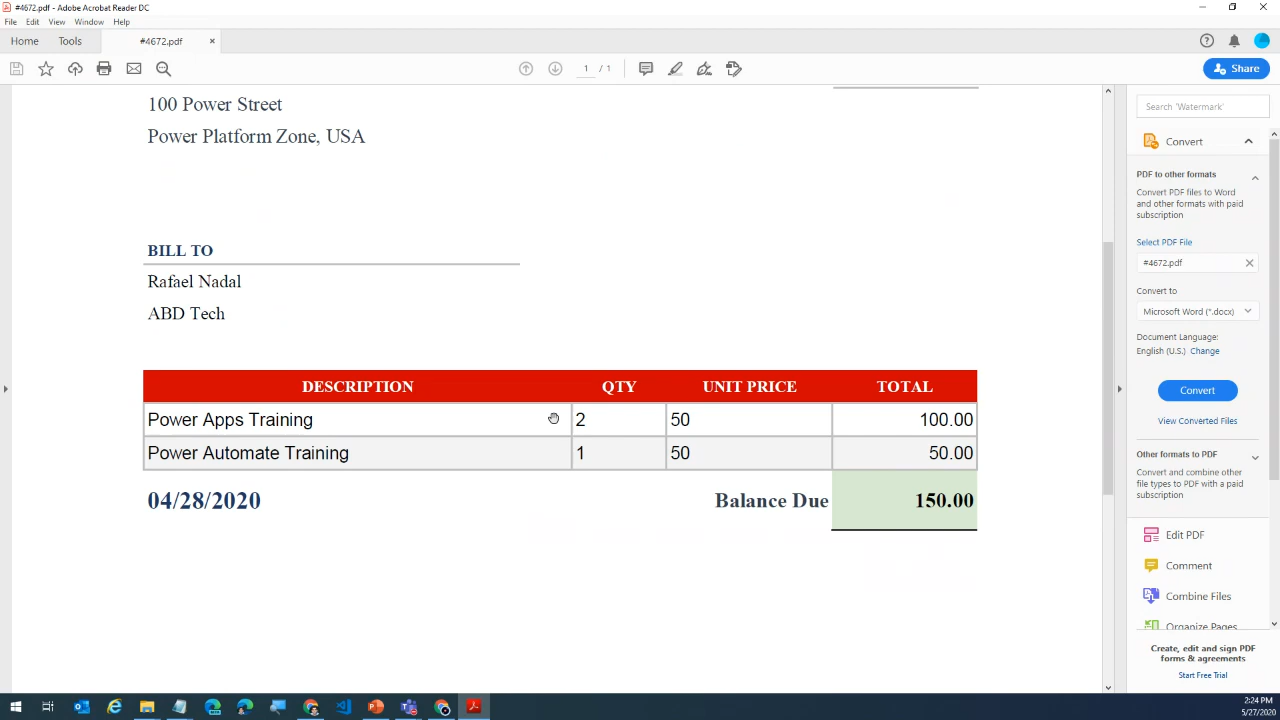 #4672.pdf - Adobe Acrobat Reader DC
File Edit View Window Help
Home Tools #4672.pdf ×
1 / 1
Share
100 Power Street
Power Platform Zone, USA
BILL TO
Rafael Nadal
ABD Tech
DESCRIPTION QTY UNIT PRICE TOTAL
Power Apps Training 2 50 100.00
Power Automate Training 1 50 50.00
04/28/2020 Balance Due 150.00
Search 'Watermark'
Convert
PDF to other formats
Convert PDF files to Word
and other formats with paid
subscription
Select PDF File
#4672.pdf
Convert to
Microsoft Word (*.docx)
Document Language:
English (U.S.) Change
Convert
View Converted Files
Other formats to PDF
Convert and combine other
file types to PDF with a paid
subscription
Edit PDF
Comment
Combine Files
Organize Pages
Create, edit and sign PDF
forms & agreements
Start Free Trial
2:24 PM
5/27/2020